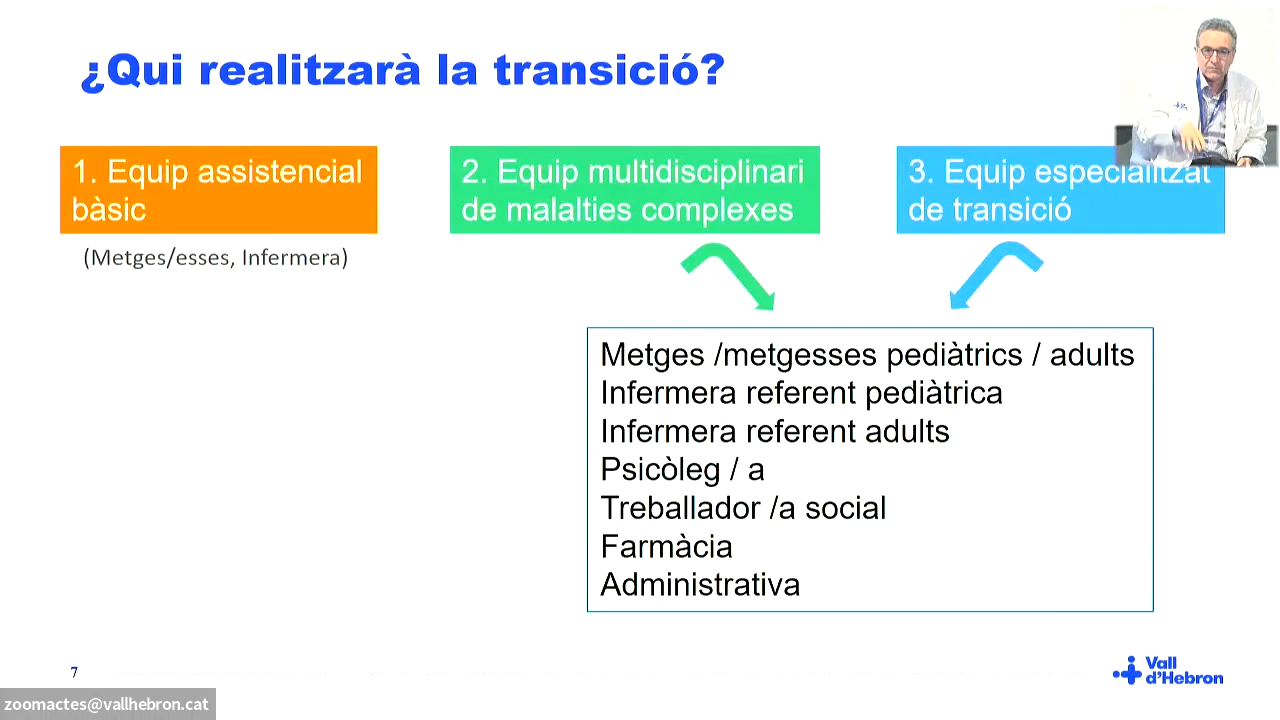 ¿Qui realitzarà la transició?
1. Equip assistencial
bàsic
(Metges/esses, Infermera)
2. Equip multidisciplinari
de malalties complexes
3. Equip especialitzat
de transició
Metges /metgesses pediàtrics / adults
Infermera referent pediàtrica
Infermera referent adults
Psicòleg / a
Treballador /a social
Farmàcia
Administrativa
7
Vall
d'Hebron
zoomactes@vallhebron.cat